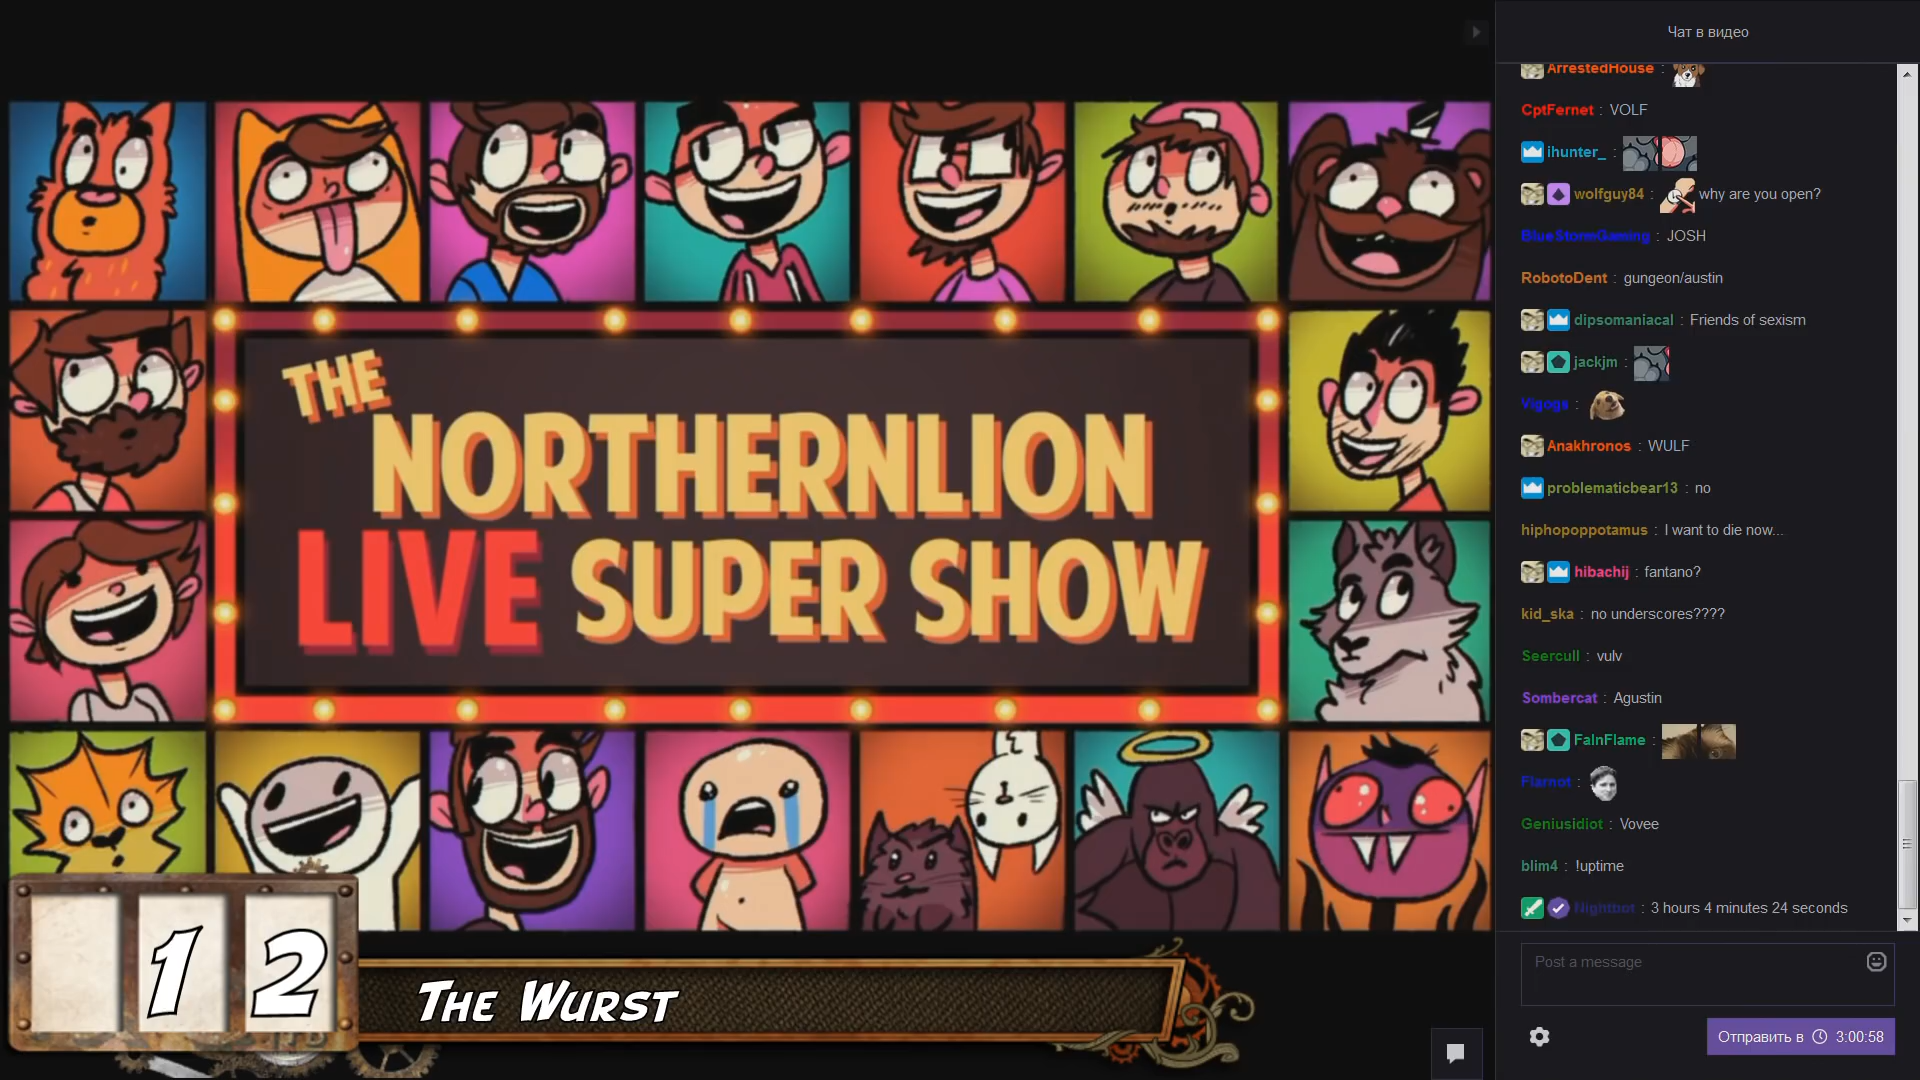 THE
NORTHERNLION
LIVE SUPER SHOW
12
THE WURST
Чат в видео
ArrestedHouse :
CptFernet : VOLF
ihunter_ :
wolfguy84 : why are you open?
BlueStormGaming : JOSH
RobotoDent : gungeon/austin
dipsomaniacal : Friends of sexism
jackjm :
Vigogs :
Anakhronos : WULF
problematicbear13 : no
hiphopoppotamus : I want to die now...
hibachij : fantano?
kid_ska : no underscores????
Seercull : vulv
Sombercat : Agustin
FalnFlame :
Flarnot :
Geniusidiot : Vovee
blim4 : !uptime
Nightbot : 3 hours 4 minutes 24 seconds
Post a message
Отправить в 3:00:58